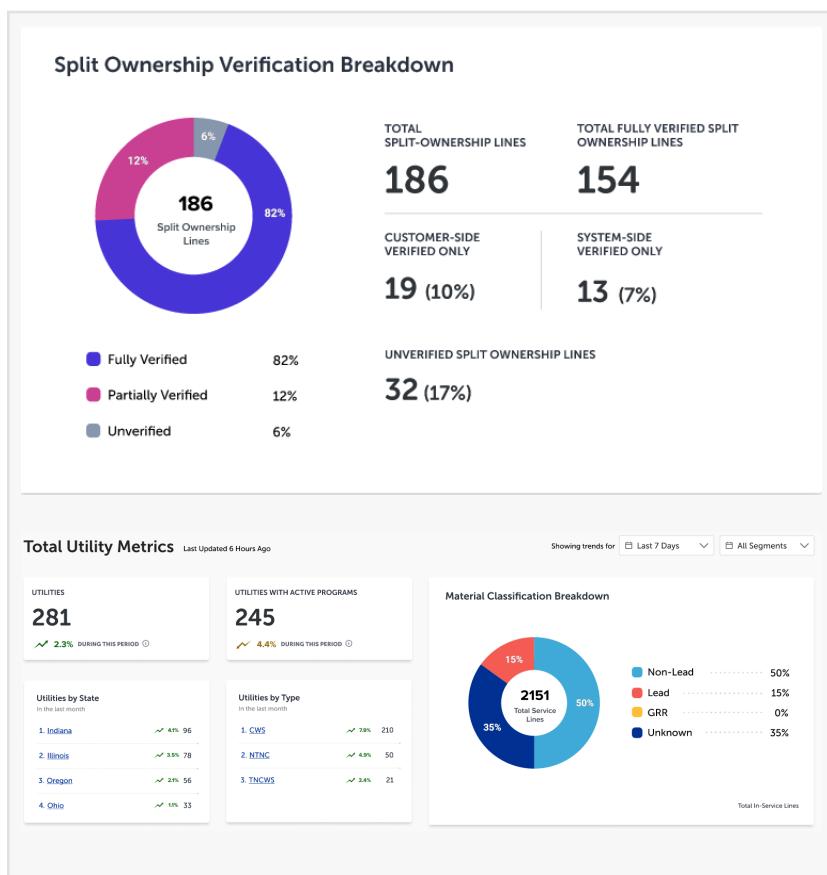 Split Ownership Verification Breakdown
6%
12%
82%
186
Split Ownership
Lines
Fully Verified 82%
Partially Verified 12%
Unverified 6%
TOTAL
SPLIT-OWNERSHIP LINES
186
TOTAL FULLY VERIFIED SPLIT
OWNERSHIP LINES
154
CUSTOMER-SIDE
VERIFIED ONLY
19 (10%)
SYSTEM-SIDE
VERIFIED ONLY
13 (7%)
UNVERIFIED SPLIT OWNERSHIP LINES
32 (17%)
Total Utility Metrics Last Updated 6 Hours Ago
Showing trends for Last 7 Days All Segments
UTILITIES
281
2.3% DURING THIS PERIOD
UTILITIES WITH ACTIVE PROGRAMS
245
4.4% DURING THIS PERIOD
Utilities by State
In the last month
1. Indiana 4.1% 96
2. Illinois 3.5% 78
3. Oregon 2.1% 56
4. Ohio 1.1% 33
Utilities by Type
In the last month
1. CWS 7.9% 210
2. NTNC 4.9% 50
3. TNCWS 2.4% 21
Material Classification Breakdown
15%
50%
35%
2151
Total Service
Lines
Non-Lead 50%
Lead 15%
GRR 0%
Unknown 35%
Total In-Service Lines